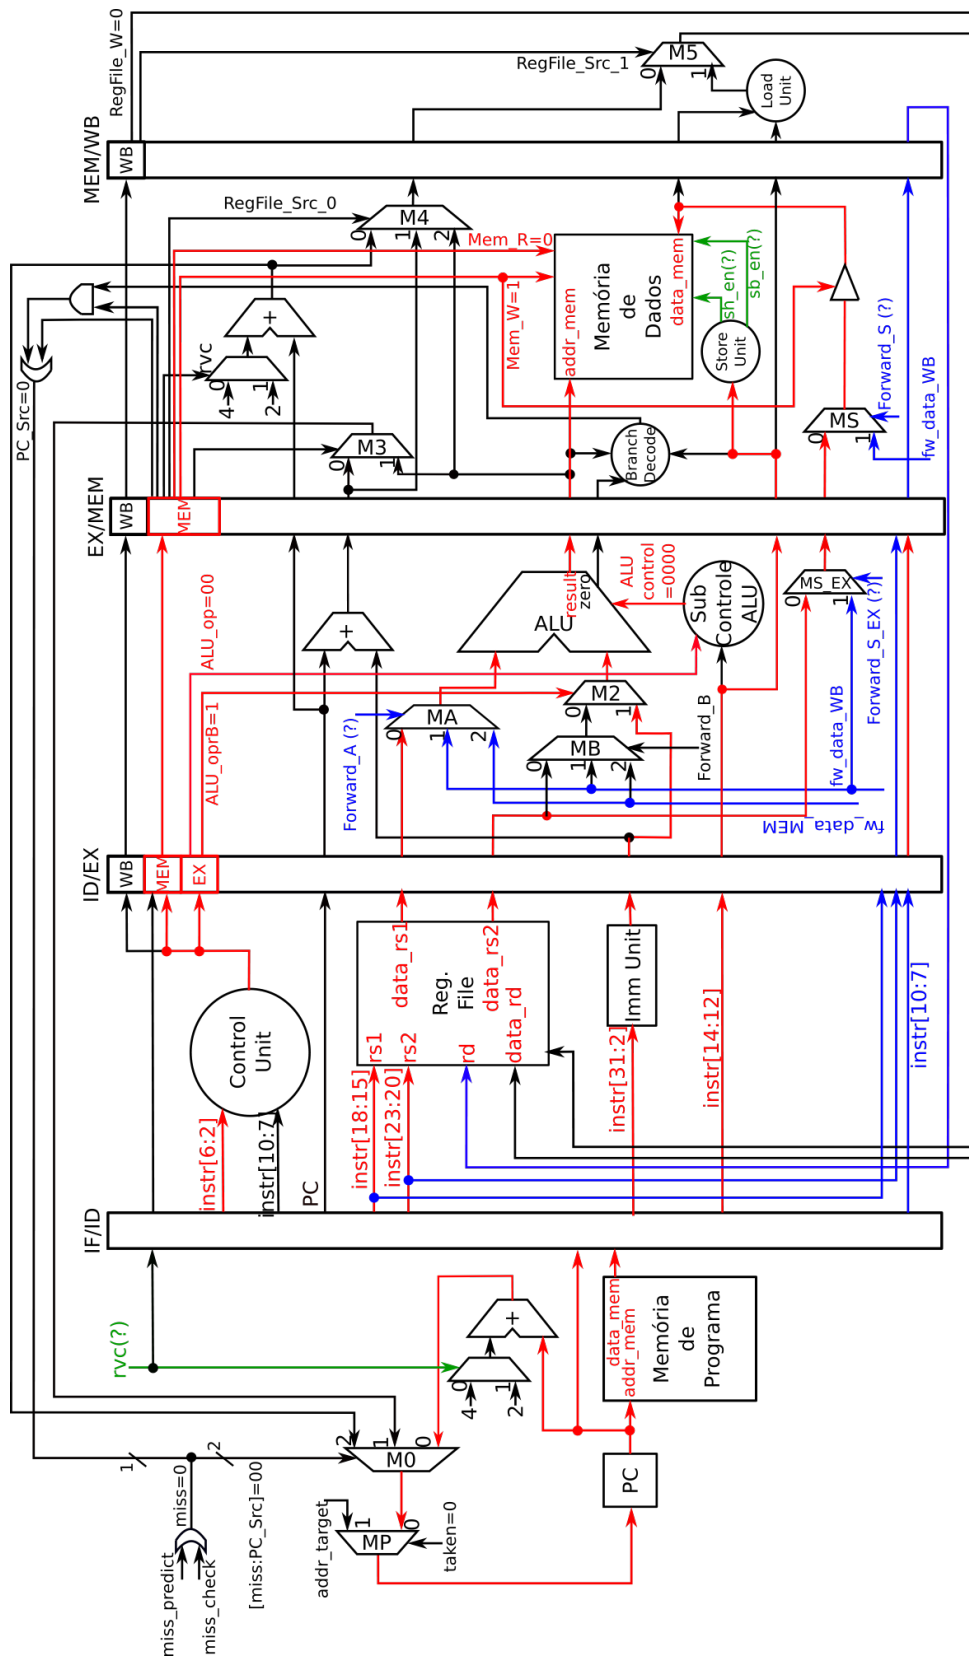 miss_predict
miss_check
miss=0
1
2
[miss:PC_Src]=00
PC_Src=0
addr_target
taken=0
MP
1
0
M0
2
1
0
rvc(?)
4
2
0
1
+
PC
data_mem
addr_mem
Memória
de
Programa
IF/ID
instr[6:2]
instr[10:7]
PC
instr[18:15]
instr[23:20]
instr[31:2]
instr[14:12]
instr[10:7]
Control
Unit
rs1
rs2
rd
data_rd
data_rs1
data_rs2
Reg.
File
Imm Unit
ID/EX
WB
MEM
EX
ALU_oprB=1
ALU_op=00
Forward_A (?)
MA
0
1
2
MB
0
1
2
M2
0
1
Forward_B
fw_data_MEM
fw_data_WB
Forward_S_EX (?)
+
ALU
result
zero
ALU
control
=0000
Sub
Controle
ALU
MS_EX
0
1
EX/MEM
WB
MEM
M3
0
1
rvc
4
2
0
1
+
Branch
Decode
RegFile_Src_0
M4
0
1
2
Mem_R=0
Mem_W=1
addr_mem
Memória
de
Dados
data_mem
sh_en(?)
sb_en(?)
Store
Unit
MS
0
1
Forward_S (?)
fw_data_WB
MEM/WB
WB
RegFile_W=0
RegFile_Src_1
M5
0
1
Load
Unit